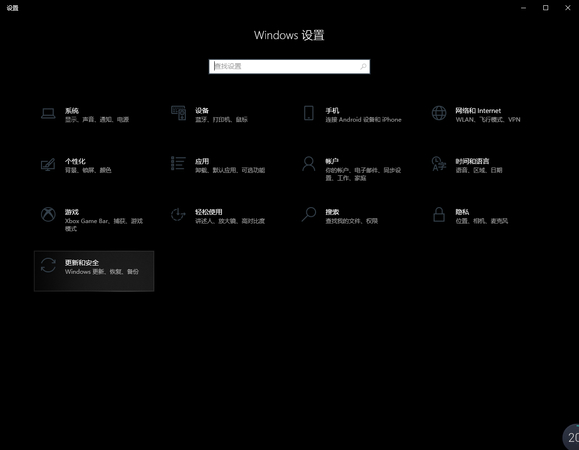 设置
Windows 设置
查找设置
系统
显示、声音、通知、电源
设备
蓝牙、打印机、鼠标
手机
连接 Android 设备和 iPhone
网络和 Internet
WLAN、飞行模式、VPN
个性化
背景、锁屏、颜色
应用
卸载、默认应用、可选功能
帐户
你的帐户、电子邮件、同步设
置、工作、家庭
时间和语言
语音、区域、日期
游戏
Xbox Game Bar、捕获、游戏
模式
轻松使用
讲述人、放大镜、高对比度
搜索
查找我的文件、权限
隐私
位置、相机、麦克风
更新和安全
Windows 更新、恢复、备份
20